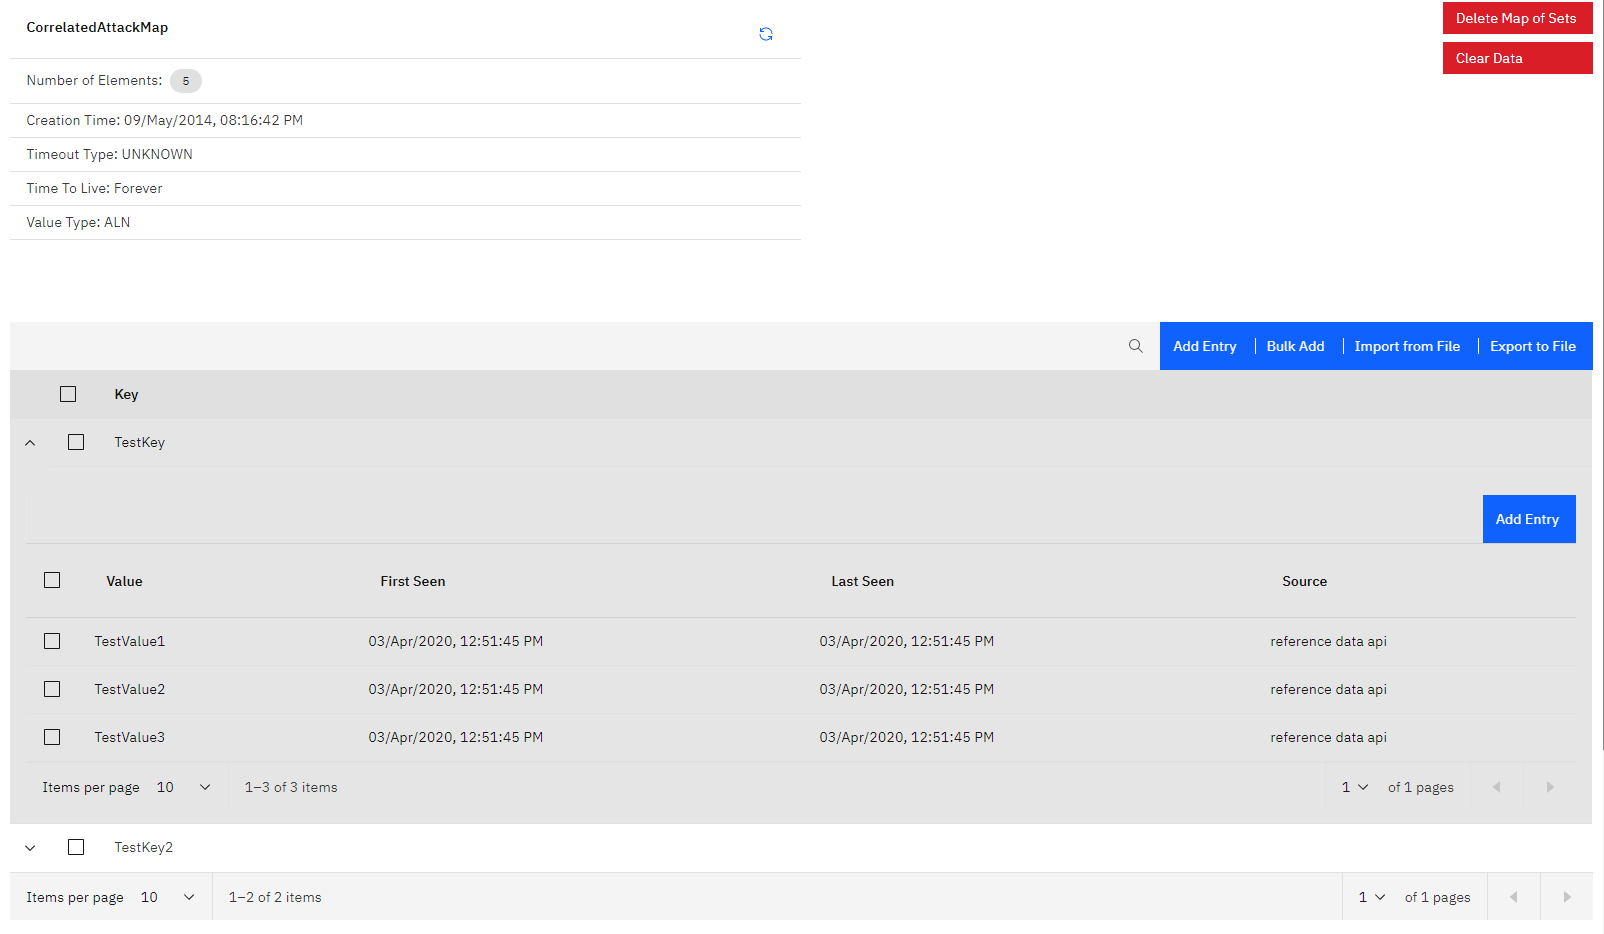 CorrelatedAttackMap
Delete Map of Sets
Clear Data
Number of Elements: 5
Creation Time: 09/May/2014, 08:16:42 PM
Timeout Type: UNKNOWN
Time To Live: Forever
Value Type: ALN
Add Entry Bulk Add Import from File Export to File
Key
TestKey
Add Entry
Value First Seen Last Seen Source
TestValue1 03/Apr/2020, 12:51:45 PM 03/Apr/2020, 12:51:45 PM reference data api
TestValue2 03/Apr/2020, 12:51:45 PM 03/Apr/2020, 12:51:45 PM reference data api
TestValue3 03/Apr/2020, 12:51:45 PM 03/Apr/2020, 12:51:45 PM reference data api
Items per page 10 1–3 of 3 items 1 of 1 pages
TestKey2
Items per page 10 1–2 of 2 items 1 of 1 pages